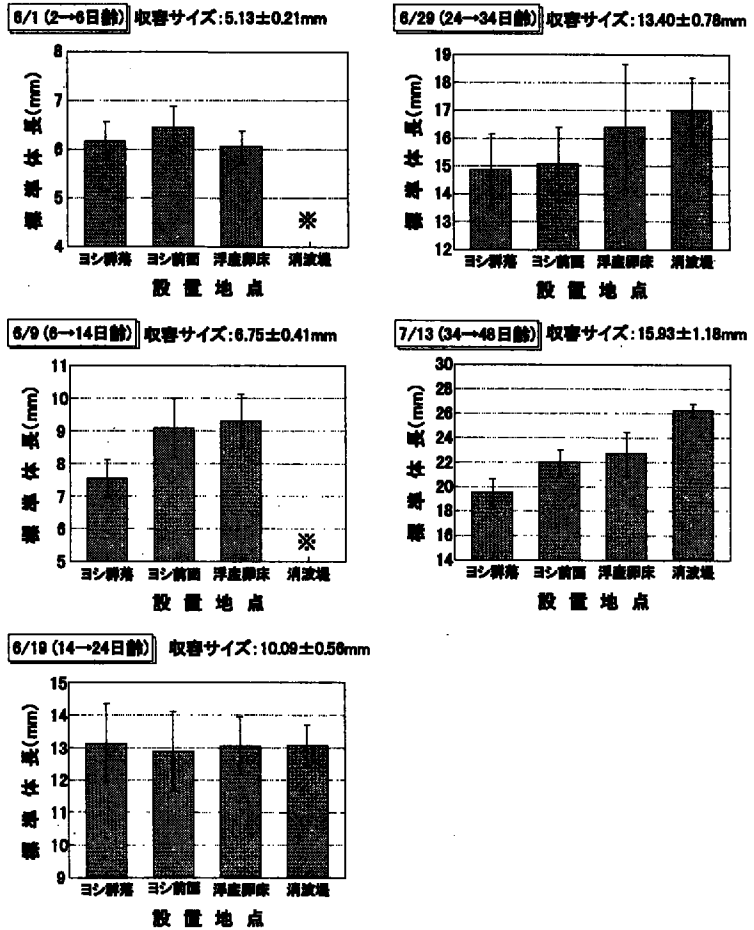 6/1 (2→6日齢) 収容サイズ:5.13±0.21mm
標準体長(mm)
8
7
6
5
4
※
ヨシ群落 ヨシ前面 浮産卵床 消波堤
設置地点
6/9 (6→14日齢) 収容サイズ:6.75±0.41mm
標準体長(mm)
11
10
9
8
7
6
5
※
ヨシ群落 ヨシ前面 浮産卵床 消波堤
設置地点
6/19 (14→24日齢) 収容サイズ:10.09±0.56mm
標準体長(mm)
15
14
13
12
11
10
9
ヨシ群落 ヨシ前面 浮産卵床 消波堤
設置地点
6/29 (24→34日齢) 収容サイズ:13.40±0.78mm
標準体長(mm)
19
18
17
16
15
14
13
12
ヨシ群落 ヨシ前面 浮産卵床 消波堤
設置地点
7/13 (34→48日齢) 収容サイズ:15.93±1.18mm
標準体長(mm)
30
28
26
24
22
20
18
16
14
ヨシ群落 ヨシ前面 浮産卵床 消波堤
設置地点